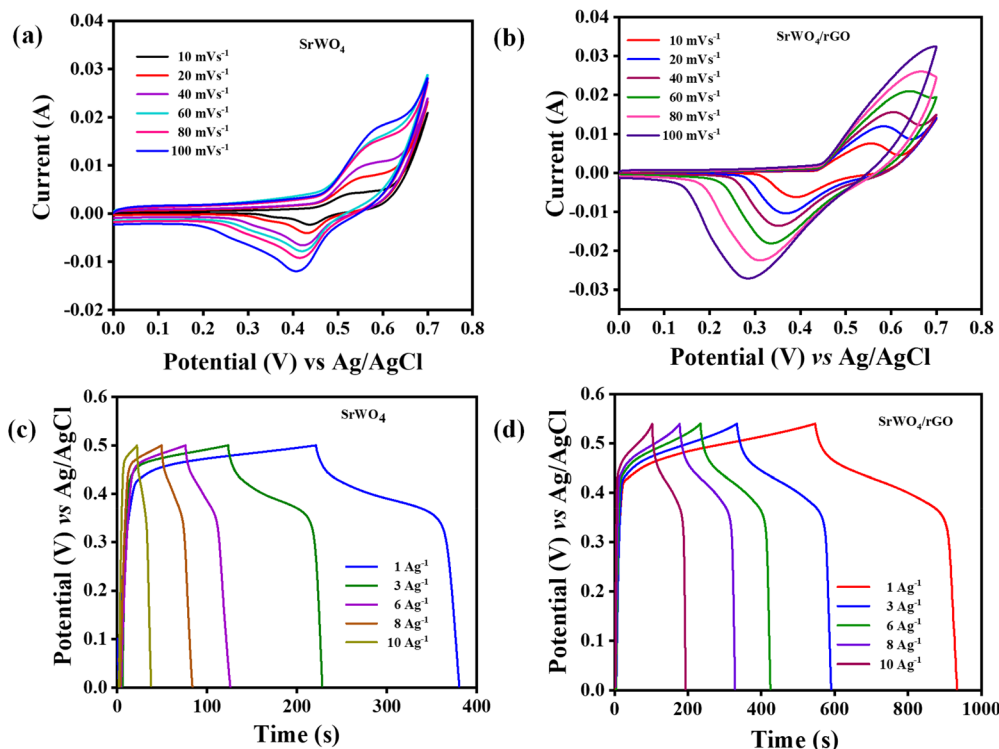 (a)
SrWO₄
10 mVs⁻¹
20 mVs⁻¹
40 mVs⁻¹
60 mVs⁻¹
80 mVs⁻¹
100 mVs⁻¹
0.04
0.03
0.02
0.01
0.00
-0.01
-0.02
Current (A)
0.0 0.1 0.2 0.3 0.4 0.5 0.6 0.7 0.8
Potential (V) vs Ag/AgCl
(b)
SrWO₄/rGO
10 mVs⁻¹
20 mVs⁻¹
40 mVs⁻¹
60 mVs⁻¹
80 mVs⁻¹
100 mVs⁻¹
0.04
0.03
0.02
0.01
0.00
-0.01
-0.02
-0.03
Current (A)
0.0 0.1 0.2 0.3 0.4 0.5 0.6 0.7 0.8
Potential (V) vs Ag/AgCl
(c)
SrWO₄
0.6
0.5
0.4
0.3
0.2
0.1
0.0
Potential (V) vs Ag/AgCl
1 Ag⁻¹
3 Ag⁻¹
6 Ag⁻¹
8 Ag⁻¹
10 Ag⁻¹
0 100 200 300 400
Time (s)
(d)
SrWO₄/rGO
0.6
0.5
0.4
0.3
0.2
0.1
0.0
Potential (V) vs Ag/AgCl
1 Ag⁻¹
3 Ag⁻¹
6 Ag⁻¹
8 Ag⁻¹
10 Ag⁻¹
0 200 400 600 800 1000
Time (s)